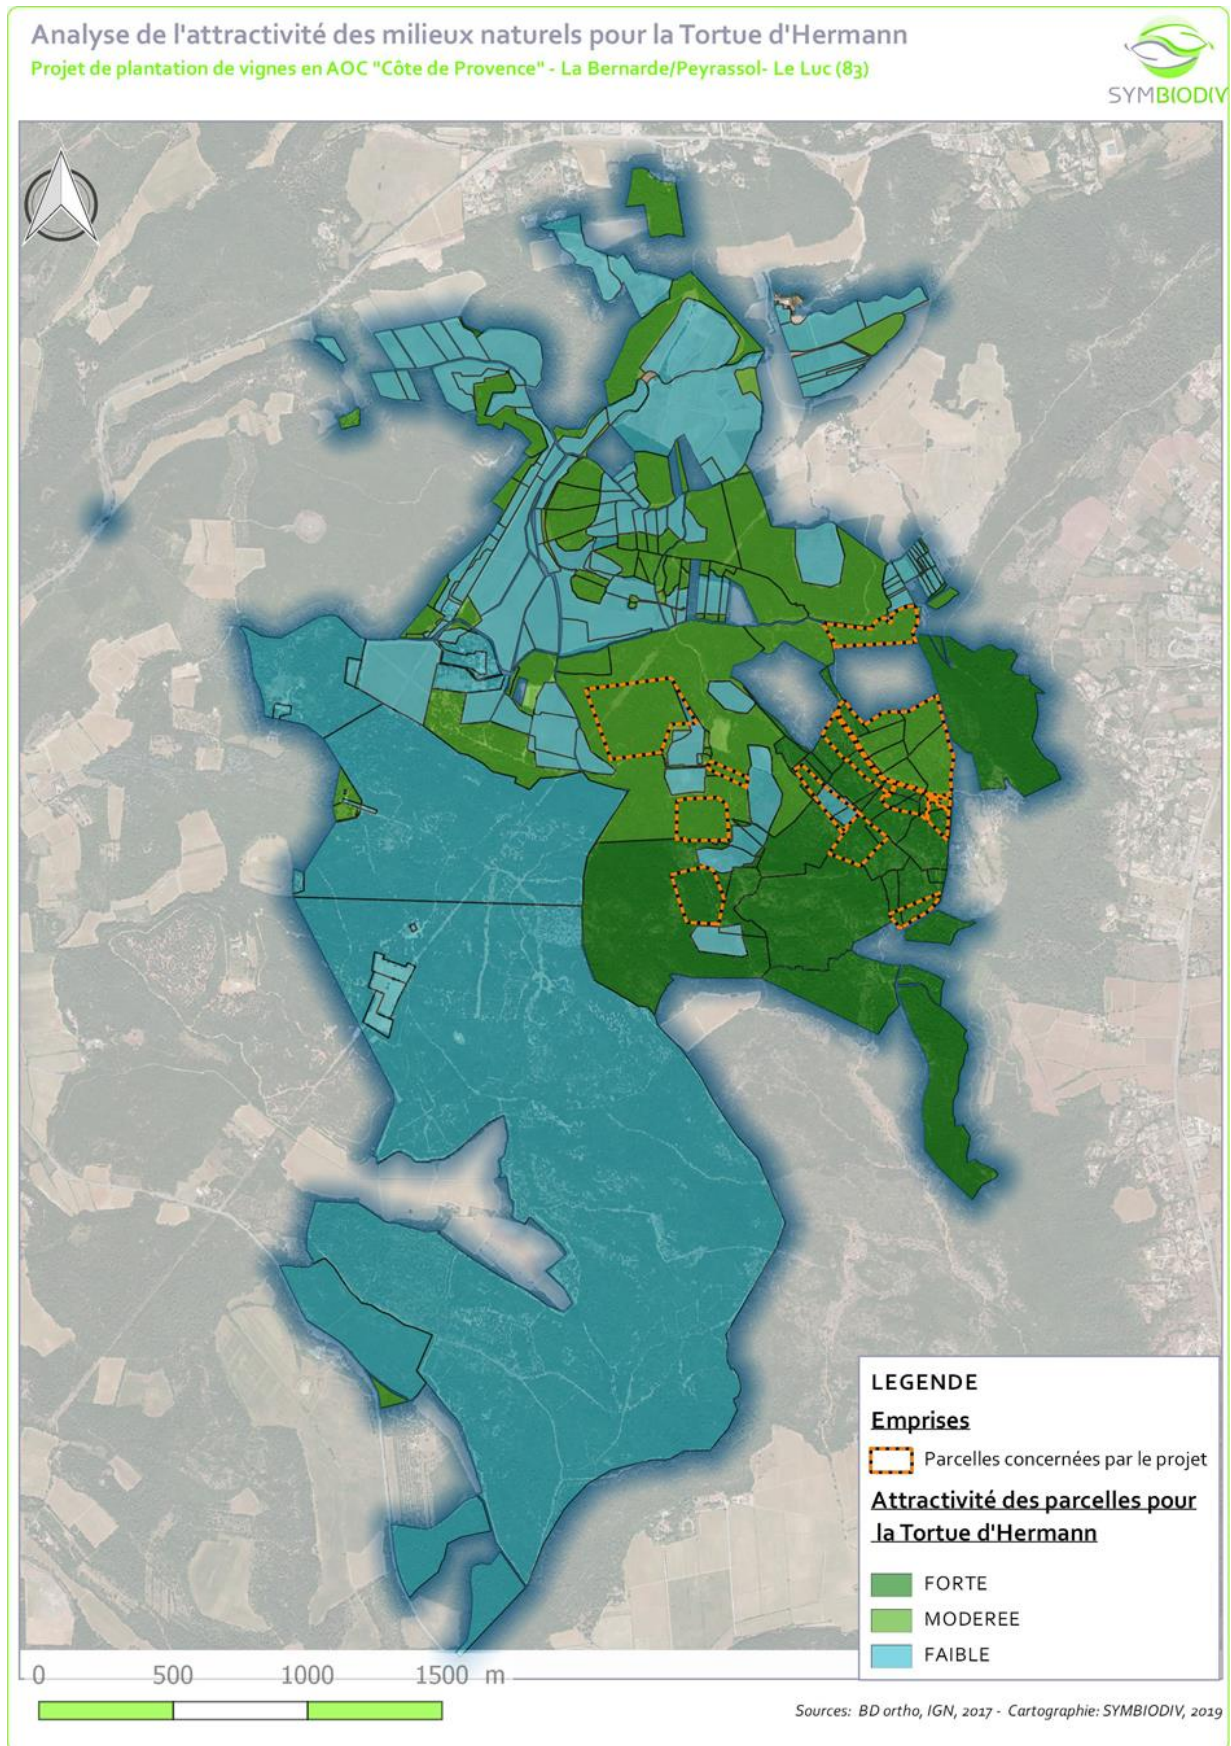 Analyse de l'attractivité des milieux naturels pour la Tortue d'Hermann
Projet de plantation de vignes en AOC "Côte de Provence" - La Bernarde/Peyrassol- Le Luc (83)
SYMBIODIV
LEGENDE
Emprises
Parcelles concernées par le projet
Attractivité des parcelles pour
la Tortue d'Hermann
FORTE
MODEREE
FAIBLE
0 500 1000 1500 m
Sources: BD ortho, IGN, 2017 - Cartographie: SYMBIODIV, 2019